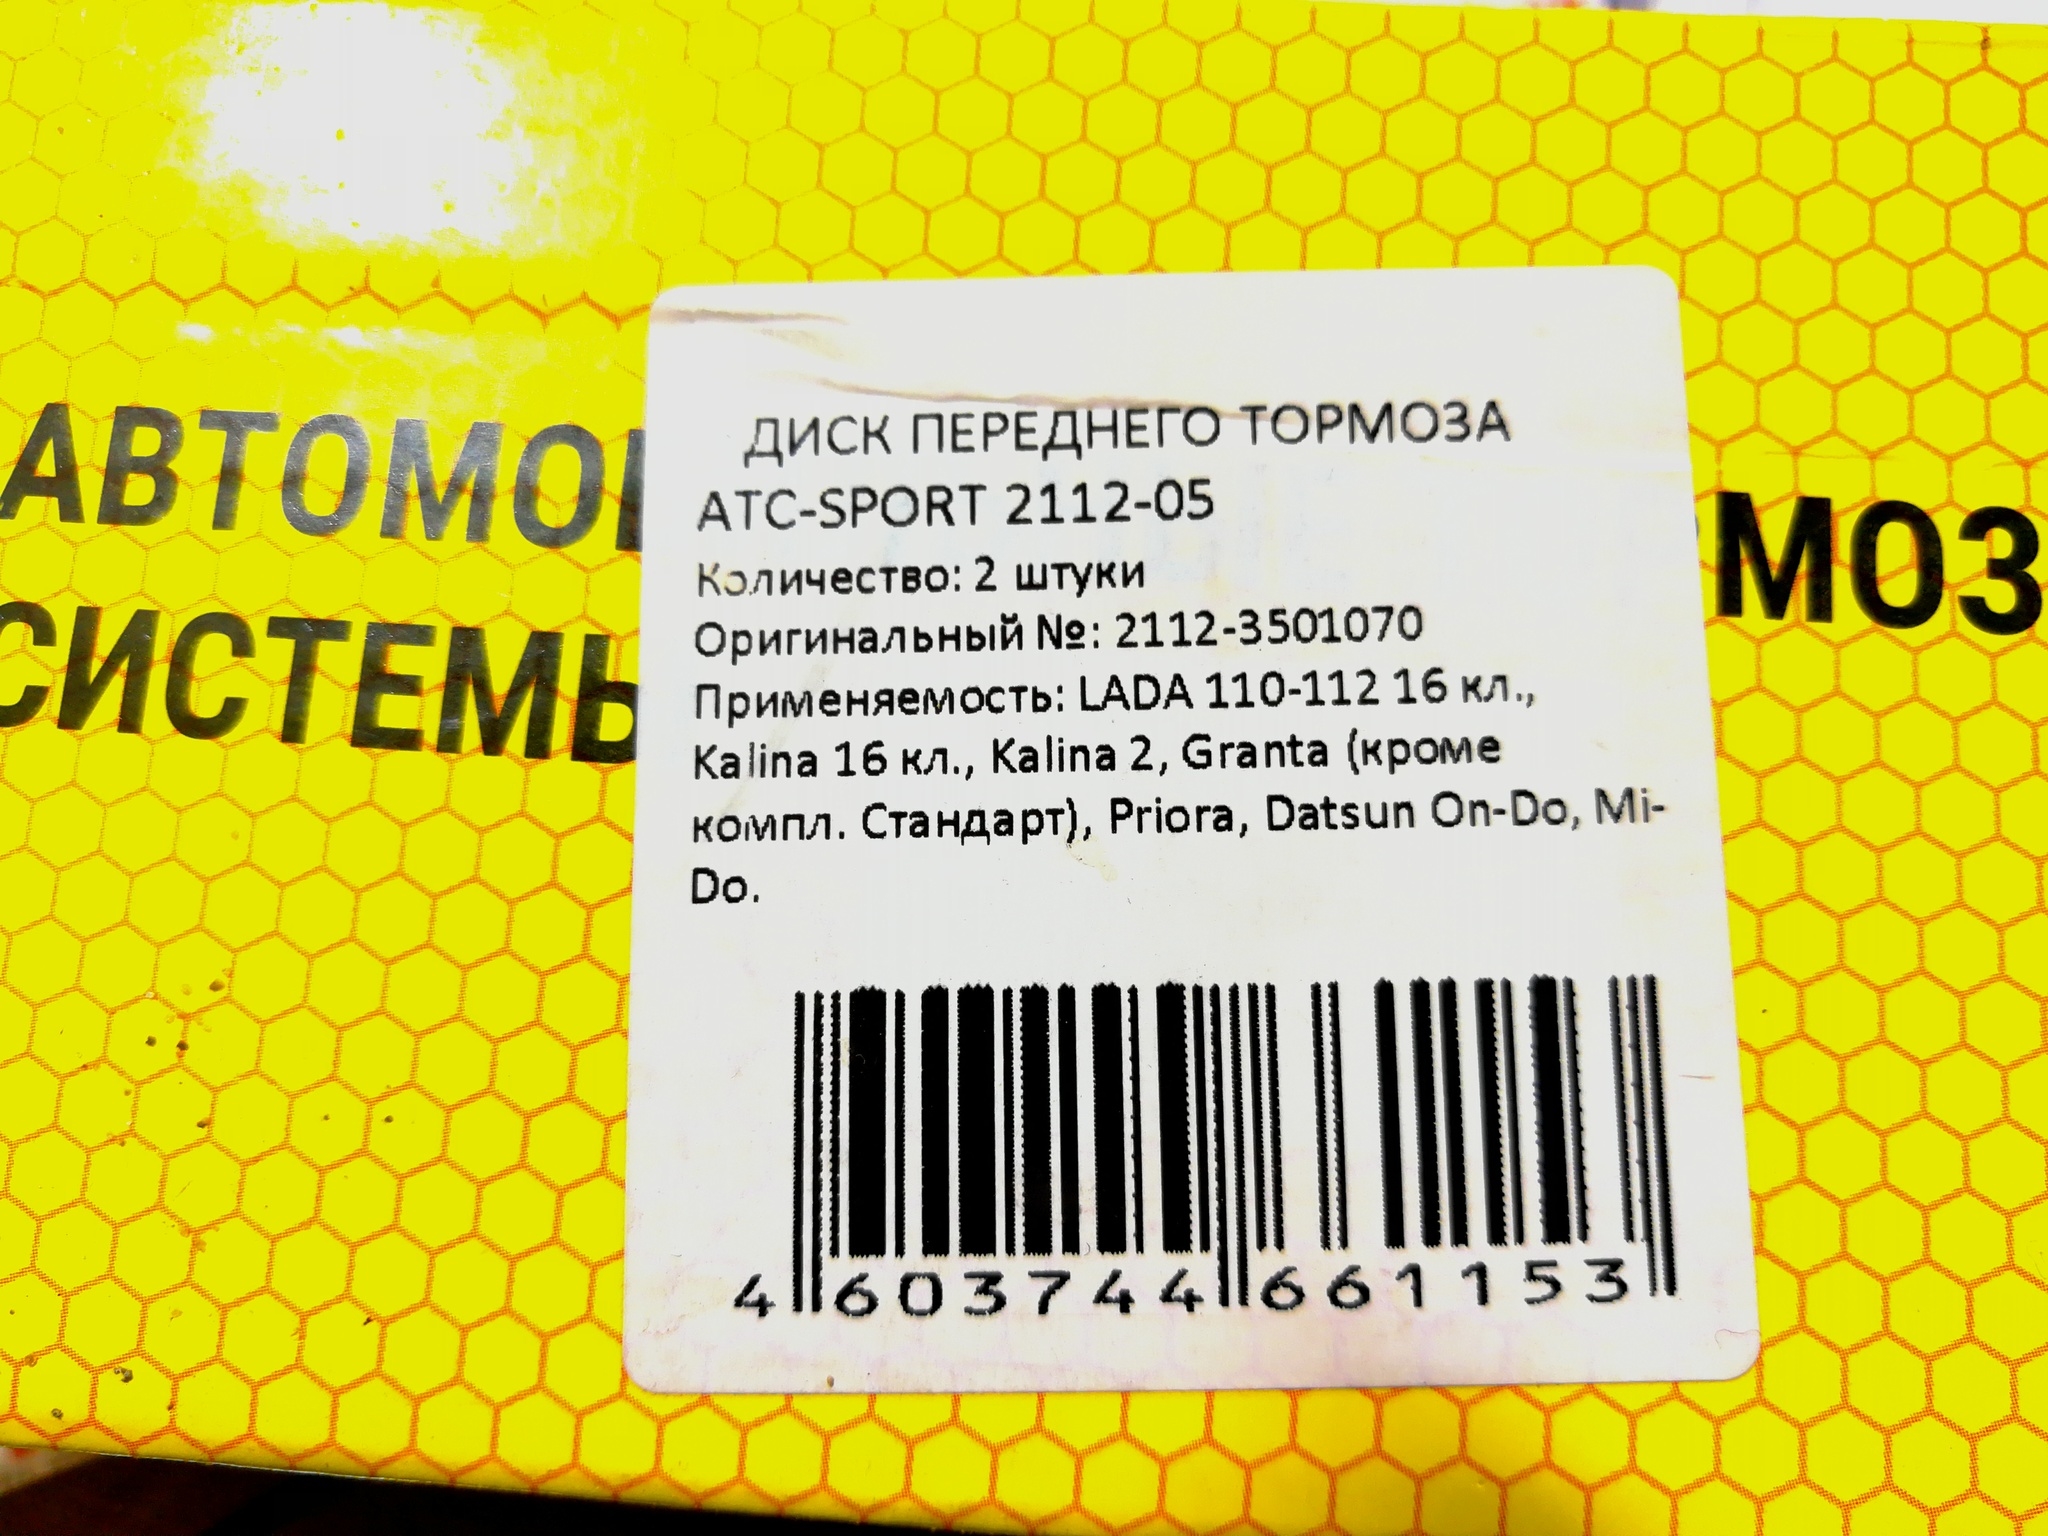 ДИСК ПЕРЕДНЕГО ТОРМОЗА
ATC-SPORT 2112-05
Количество: 2 штуки
Оригинальный №: 2112-3501070
Применяемость: LADA 110-112 16 кл.,
Kalina 16 кл., Kalina 2, Granta (кроме
компл. Стандарт), Priora, Datsun On-Do, Mi-
Do.
4 603744 661153
АВТОМО
СИСТЕМЫ
МОЗ